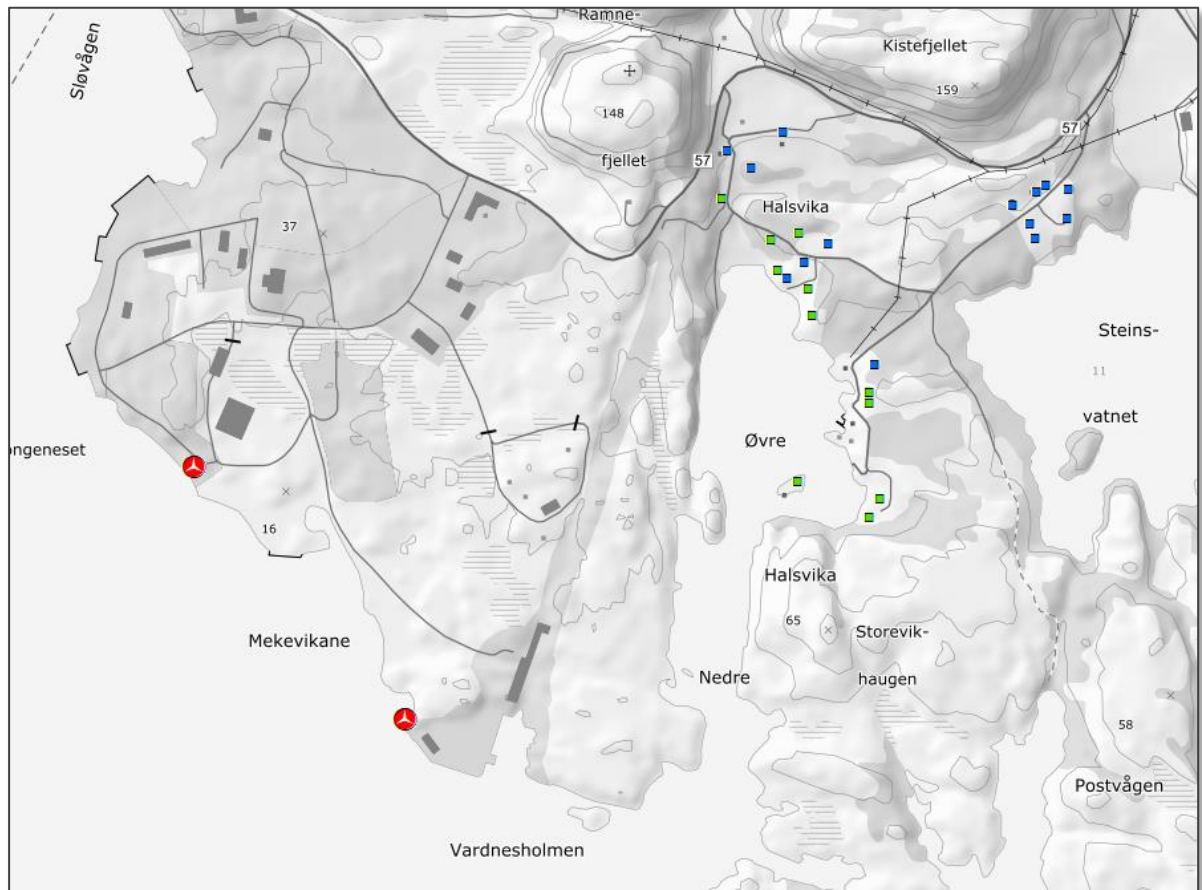 Ramne-
Sløvågen
Kistefjellet
159
148
57
fjellet
57
Halsvika
37
Steins-
11
vatnet
Øvre
ongeneset
16
Halsvika
65
Storevik-
Mekevikane
Nedre
haugen
58
Postvågen
Vardnesholmen